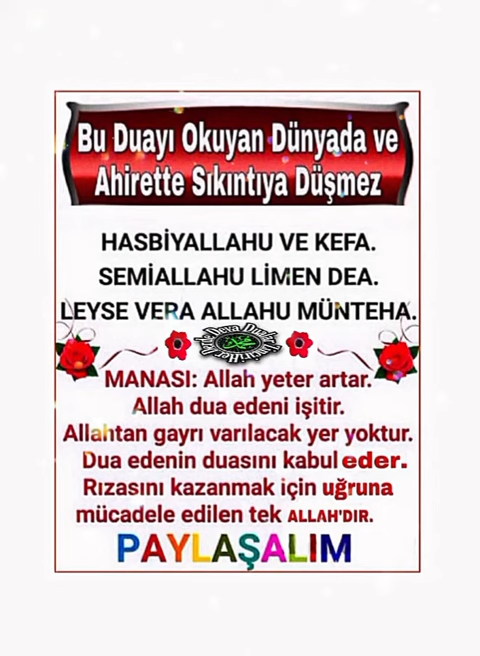 Bu Duayı Okuyan Dünyada ve
Ahirette Sıkıntıya Düşmez
HASBİYALLAHU VE KEFA.
SEMİALLAHU LİMEN DEA.
LEYSE VERA ALLAHU MÜNTEHA.
MANASI: Allah yeter artar.
Allah dua edeni işitir.
Allahtan gayrı varılacak yer yoktur.
Dua edenin duasını kabul eder.
Rızasını kazanmak için uğruna
mücadele edilen tek ALLAH'DIR.
PAYLAŞALIM